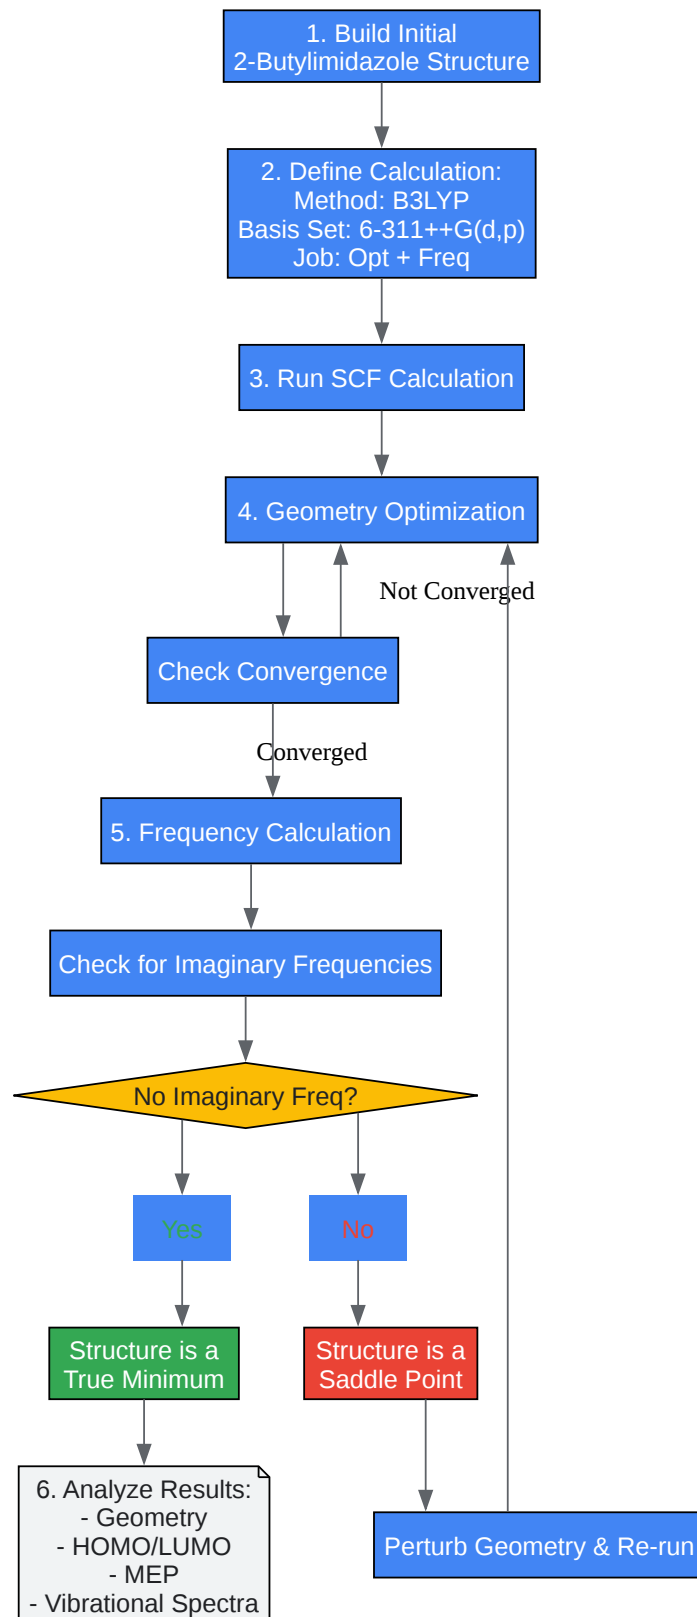 1. Build Initial
2-Butylimidazole Structure
2. Define Calculation:
Method: B3LYP
Basis Set: 6-311++G(d,p)
Job: Opt + Freq
3. Run SCF Calculation
4. Geometry Optimization
Not Converged
Check Convergence
Converged
5. Frequency Calculation
Check for Imaginary Frequencies
No Imaginary Freq?
Yes
No
Structure is a
True Minimum
Structure is a
Saddle Point
6. Analyze Results:
- Geometry
- HOMO/LUMO
- MEP
- Vibrational Spectra
Perturb Geometry & Re-run